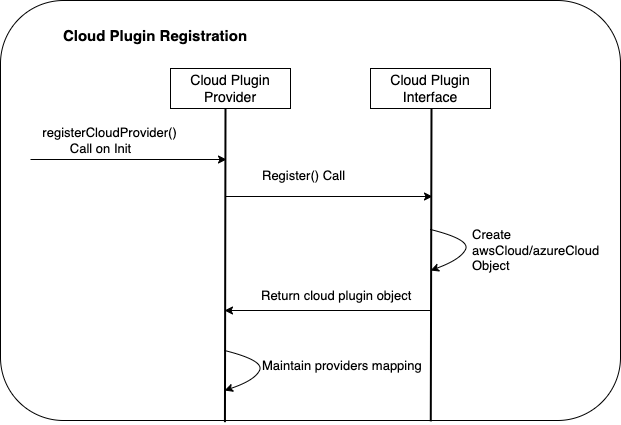 Cloud Plugin Registration
Cloud Plugin
Provider
Cloud Plugin
Interface
registerCloudProvider()
Call on Init
Register() Call
Create
awsCloud/azureCloud
Object
Return cloud plugin object
Maintain providers mapping